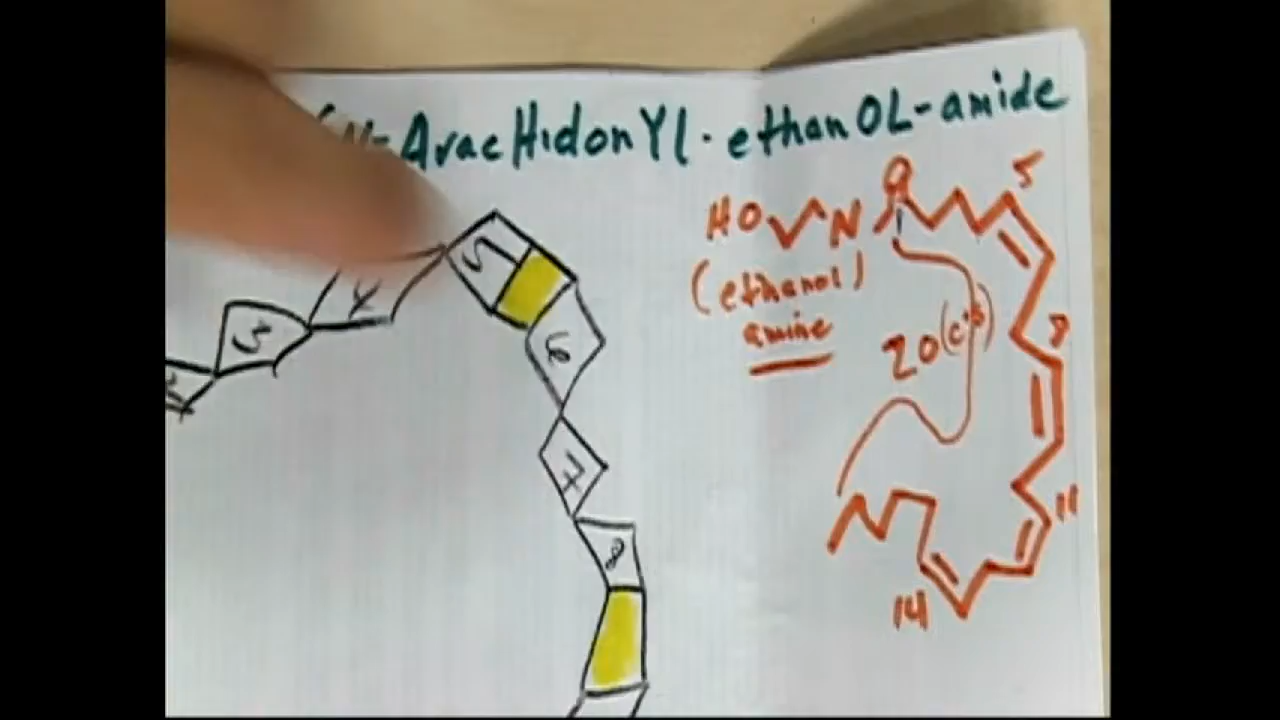 (N-AracHidonYl·ethanOL-amide
HO N O 5
(ethanol)
amine
20(C's)
8
11
14
3
4
5
6
7
8